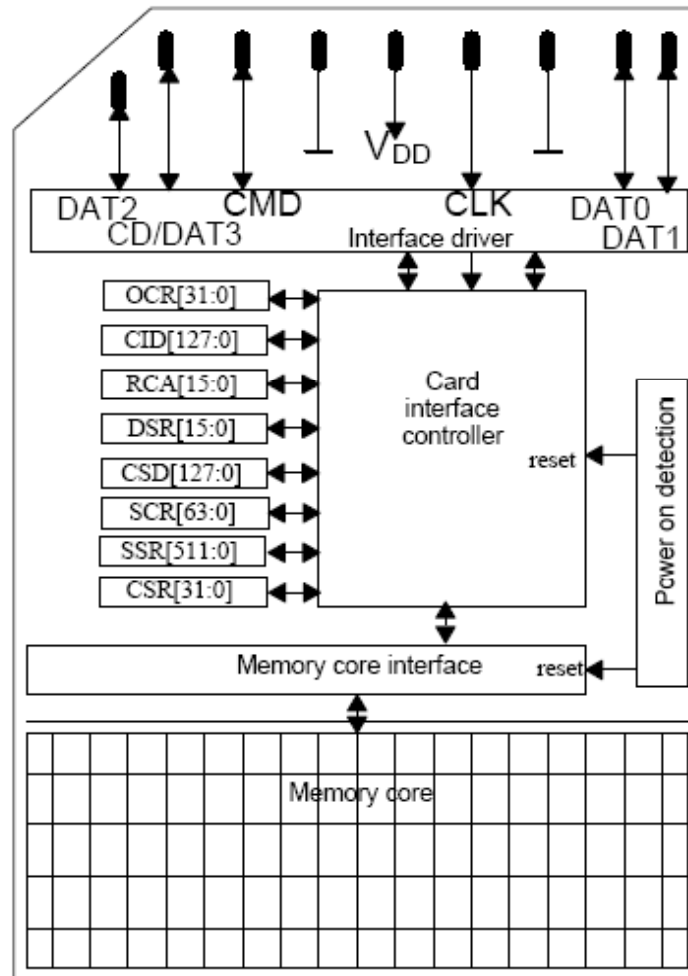 VDD
DAT2
CMD
CLK
DAT0
CD/DAT3
Interface driver
DAT1
OCR[31:0]
CID[127:0]
RCA[15:0]
DSR[15:0]
CSD[127:0]
SCR[63:0]
SSR[511:0]
CSR[31:0]
Card
interface
controller
reset
Power on detection
Memory core interface
reset
Memory core